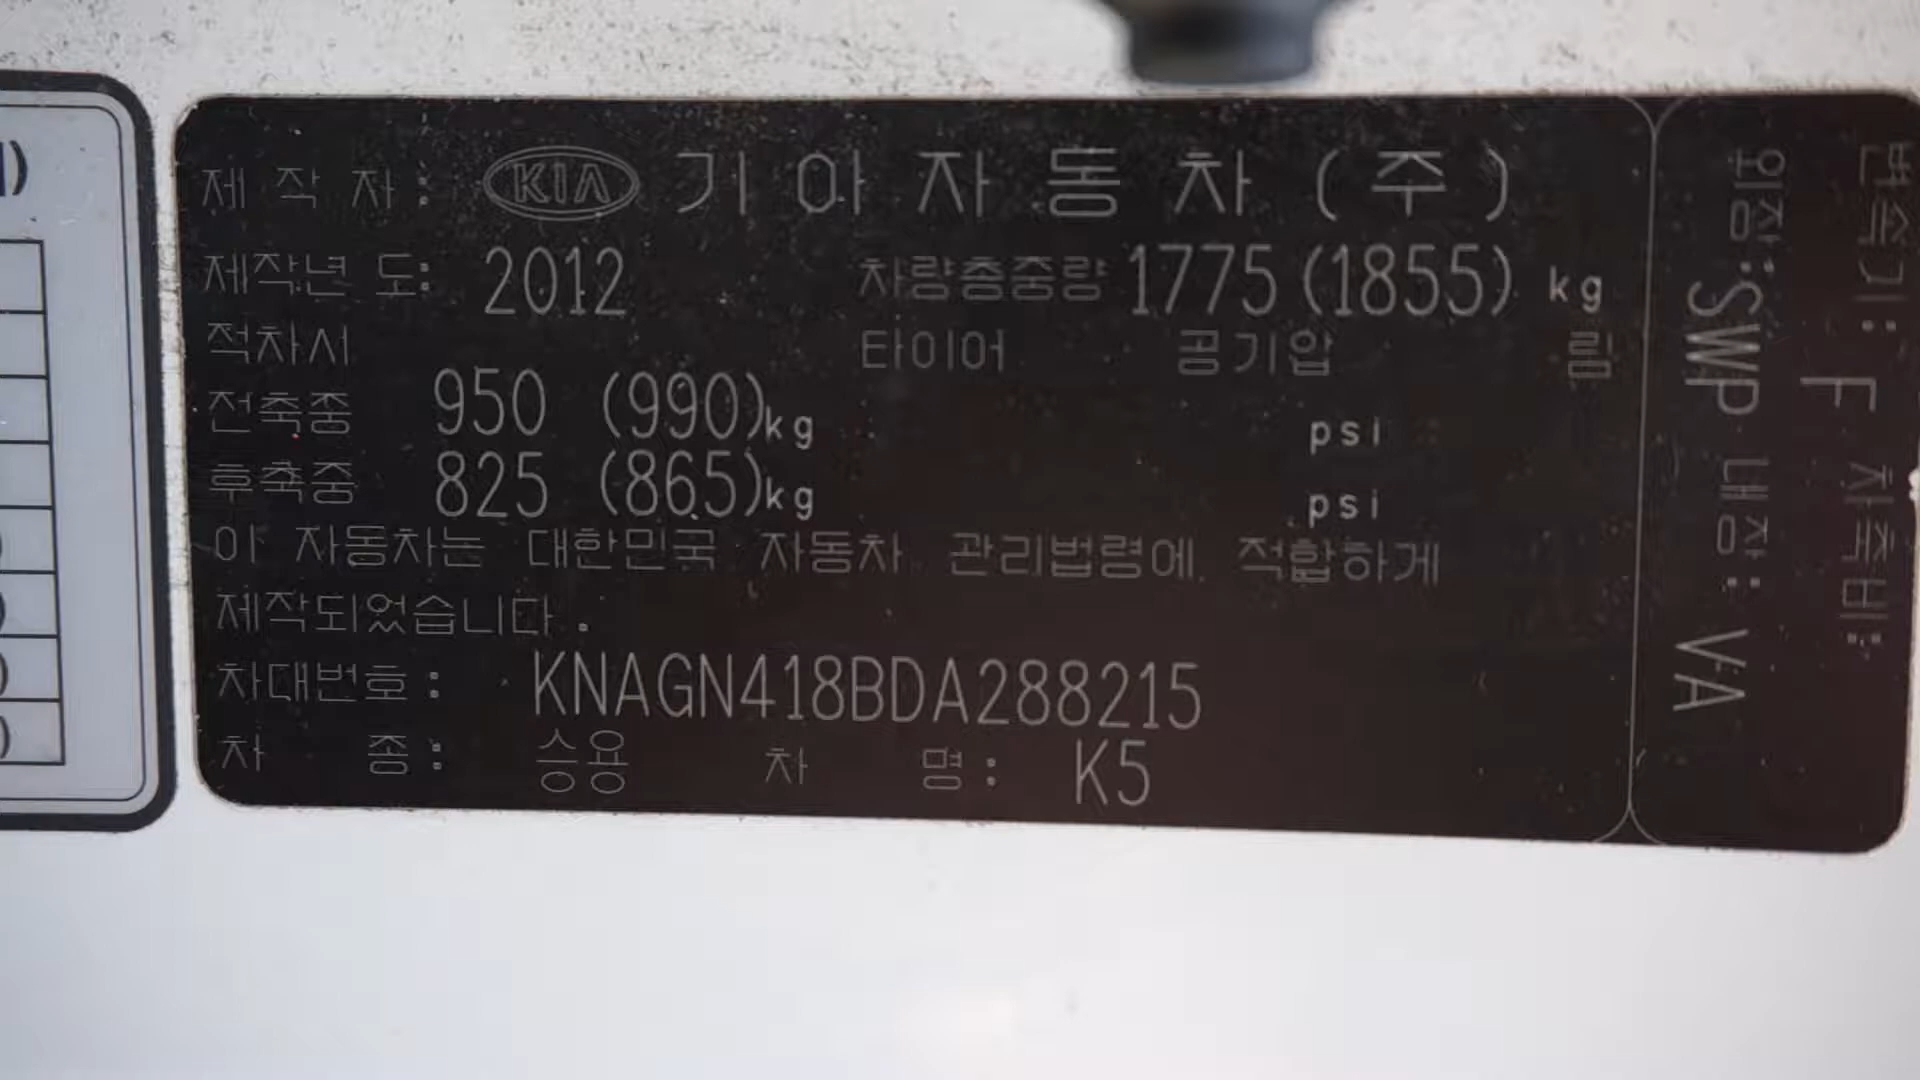 제 작 자 : KIA 기 아 자 동 차 ( 주 )
제작년 도: 2012 차량총중량 1775 (1855) kg
적차시 타이어 공기압 림
전축중 950 (990)kg psi
후축중 825 (865)kg psi
이 자동차는 대한민국 자동차 관리법령에 적합하게
제작되었습니다.
차대번호 : KNAGN418BDA288215
차 종 : 승용 차 명 : K5
변속기: F 차축비:
외장:SWP 내장: VA